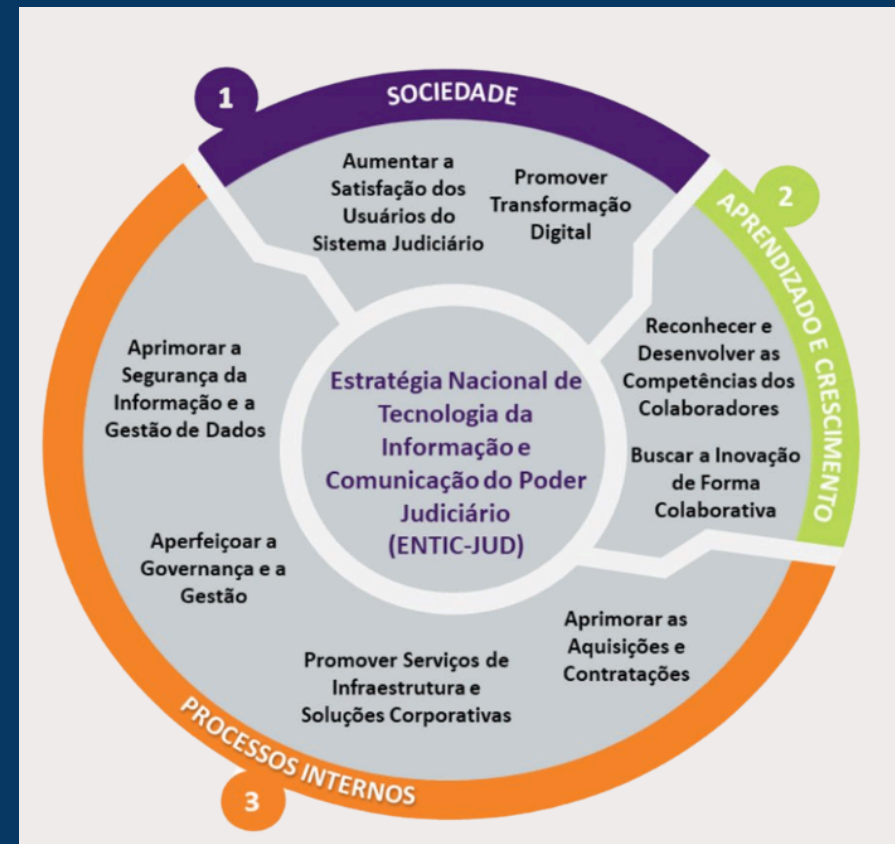 1
SOCIEDADE
Aumentar a
Satisfação dos
Usuários do
Sistema Judiciário
Promover
Transformação
Digital
2
APRENDIZADO E CRESCIMENTO
Reconhecer e
Desenvolver as
Competências dos
Colaboradores
Buscar a Inovação
de Forma
Colaborativa
Estratégia Nacional de
Tecnologia da
Informação e
Comunicação do Poder
Judiciário
(ENTIC-JUD)
Aprimorar a
Segurança da
Informação e a
Gestão de Dados
Aperfeiçoar a
Governança e a
Gestão
Promover Serviços de
Infraestrutura e
Soluções Corporativas
Aprimorar as
Aquisições e
Contratações
PROCESSOS INTERNOS
3